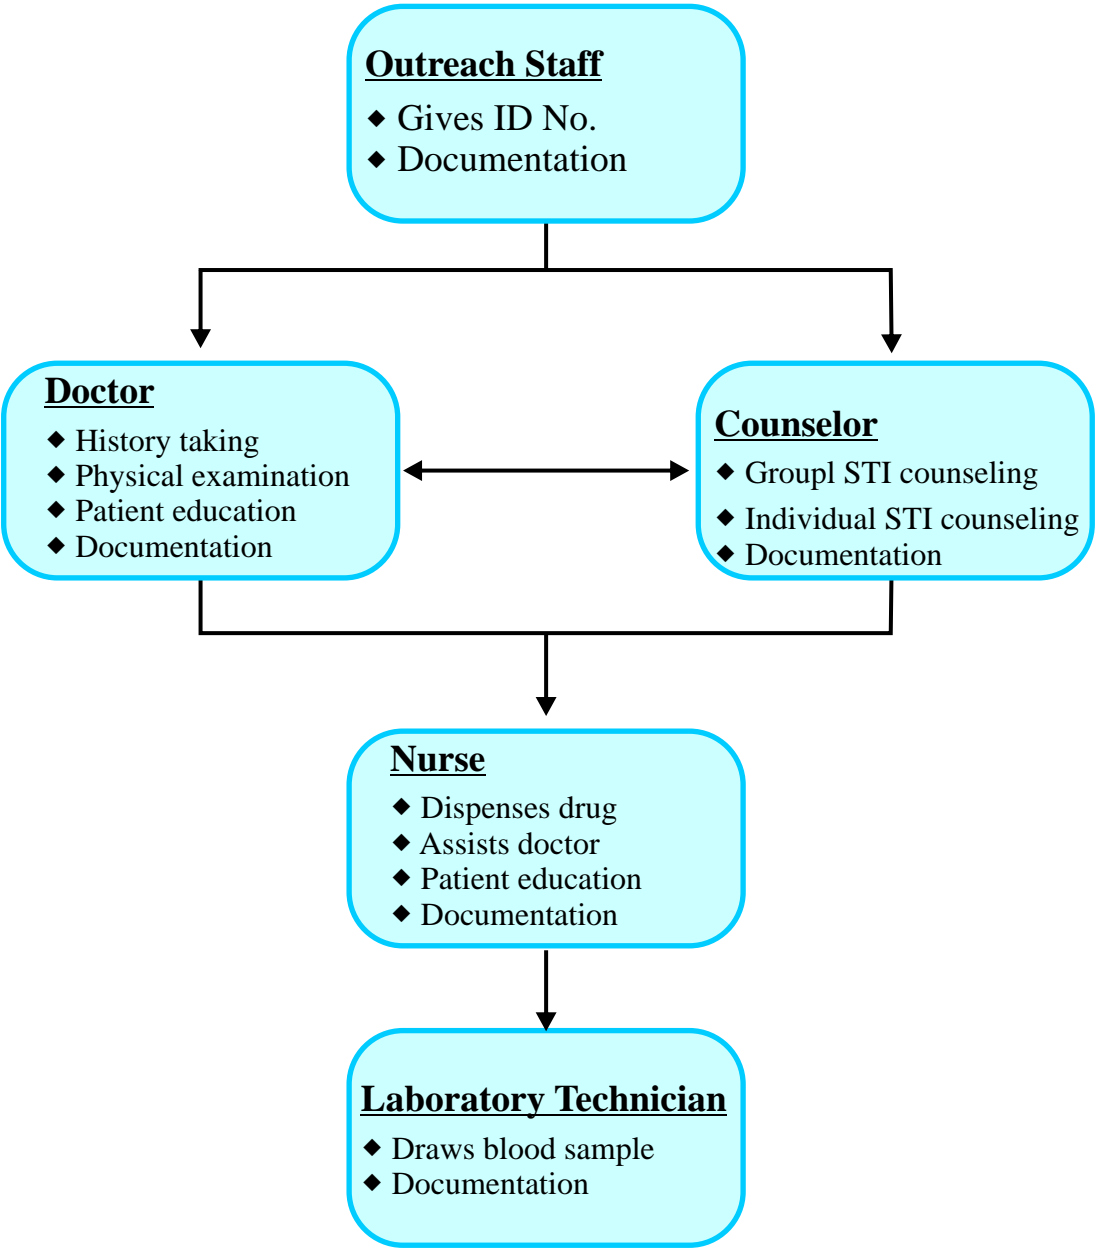 Outreach Staff
◆ Gives ID No.
◆ Documentation
Doctor
◆ History taking
◆ Physical examination
◆ Patient education
◆ Documentation
Counselor
◆ Groupl STI counseling
◆ Individual STI counseling
◆ Documentation
Nurse
◆ Dispenses drug
◆ Assists doctor
◆ Patient education
◆ Documentation
Laboratory Technician
◆ Draws blood sample
◆ Documentation